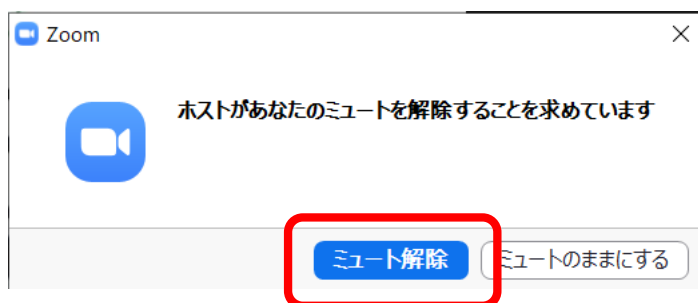 Zoom
ホストがあなたのミュートを解除することを求めています
ミュート解除
ミュートのままにする